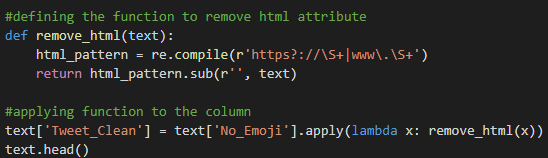 #defining the function to remove html attribute
def remove_html(text):
    html_pattern = re.compile(r'https?://\S+|www\.\S+')
    return html_pattern.sub(r'', text)

#applying function to the column
text['Tweet_Clean'] = text['No_Emoji'].apply(lambda x: remove_html(x))
text.head()